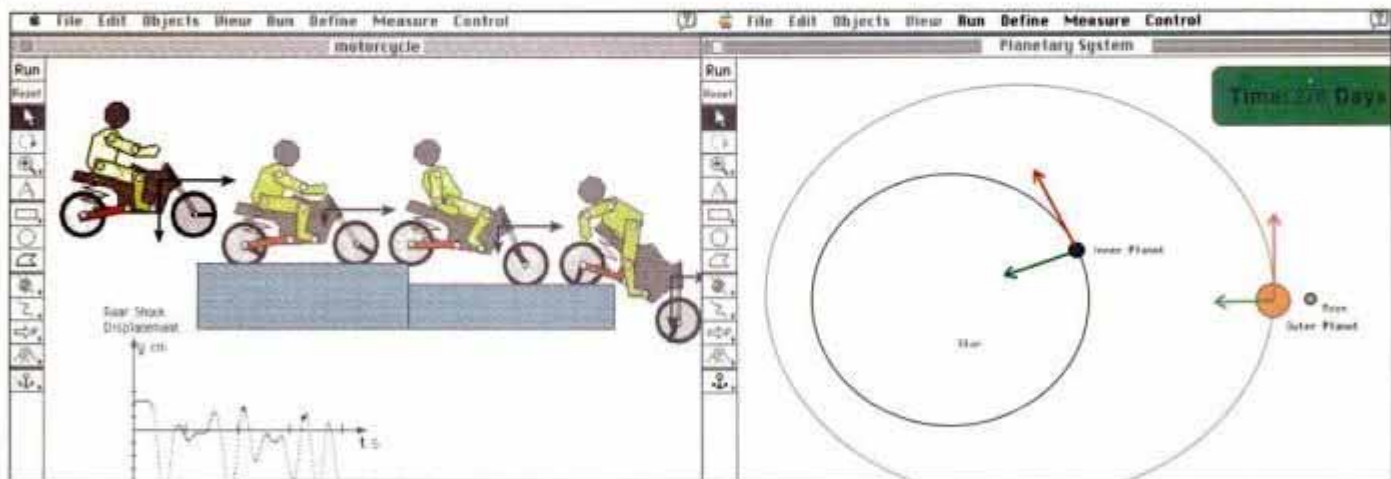 File Edit Objects View Run Define Measure Control
motorcycle
Run
Reset
Rear Shock
Displacement
y cm
t s
File Edit Objects View Run Define Measure Control
Planetary System
Run
Reset
Time Days
Inner Planet
Star
Moon
Outer Planet